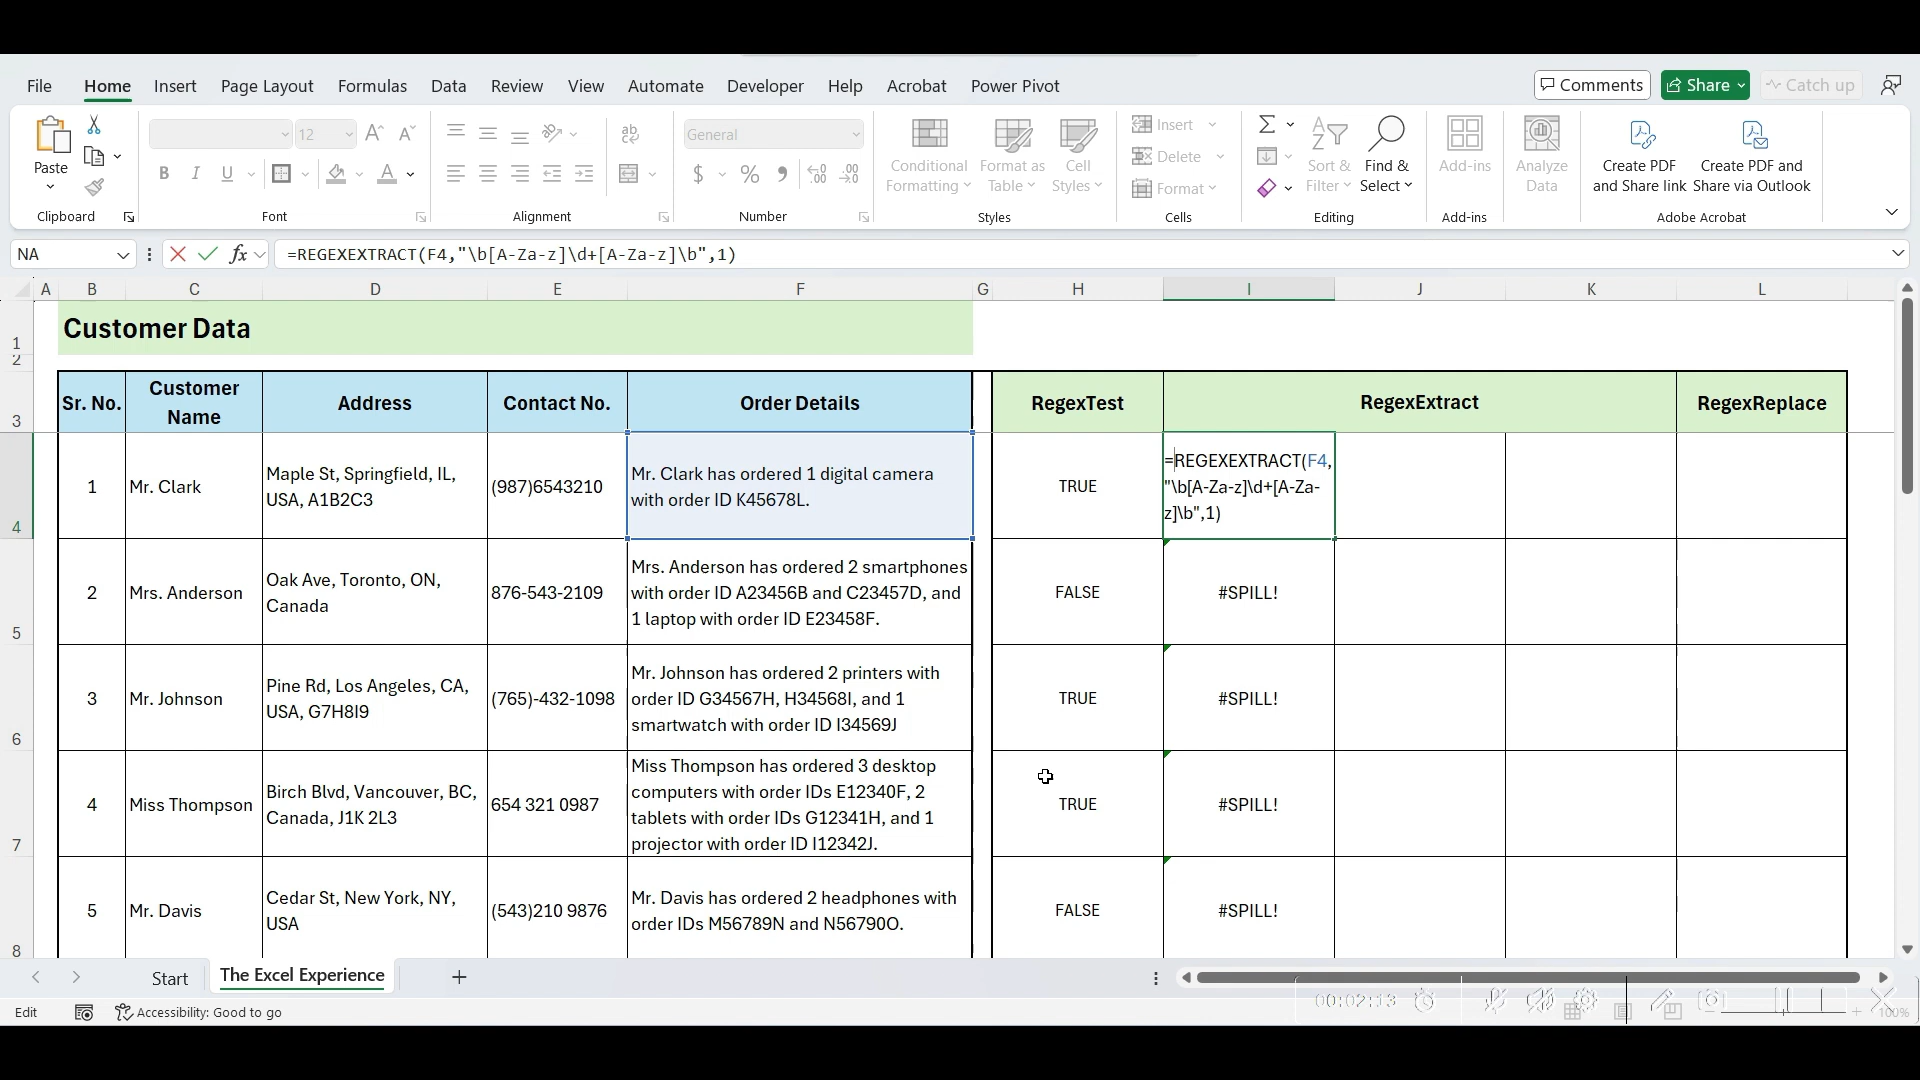 File Home Insert Page Layout Formulas Data Review View Automate Developer Help Acrobat Power Pivot Comments Share Catch up
Paste
Clipboard
12
B I U A
Font
ab
Alignment
General
$ % 9
Number
Conditional
Formatting
Format as
Table
Cell
Styles
Styles
Insert
Delete
Format
Cells
Sort &
Filter
Find &
Select
Editing
Add-ins
Add-ins
Analyze
Data
Create PDF
and Share link
Create PDF and
Share via Outlook
Adobe Acrobat
NA fx =REGEXEXTRACT(F4,"\b[A-Za-z]\d+[A-Za-z]\b",1)
A B C D E F G H I J K L
1 Customer Data
2
3 Sr. No. Customer
Name
Address Contact No. Order Details RegexTest RegexExtract RegexReplace
4
1 Mr. Clark
Maple St, Springfield, IL,
USA, A1B2C3
(987)6543210
Mr. Clark has ordered 1 digital camera
with order ID K45678L.
TRUE
=REGEXEXTRACT(F4,
"\b[A-Za-z]\d+[A-Za-
z]\b",1)
5
2 Mrs. Anderson
Oak Ave, Toronto, ON,
Canada
876-543-2109
Mrs. Anderson has ordered 2 smartphones
with order ID A23456B and C23457D, and
1 laptop with order ID E23458F.
FALSE #SPILL!
6
3 Mr. Johnson
Pine Rd, Los Angeles, CA,
USA, G7H8I9
(765)-432-1098
Mr. Johnson has ordered 2 printers with
order ID G34567H, H34568I, and 1
smartwatch with order ID I34569J
TRUE #SPILL!
7
4 Miss Thompson
Birch Blvd, Vancouver, BC,
Canada, J1K 2L3
654 321 0987
Miss Thompson has ordered 3 desktop
computers with order IDs E12340F, 2
tablets with order IDs G12341H, and 1
projector with order ID I12342J.
TRUE #SPILL!
8
5 Mr. Davis
Cedar St, New York, NY,
USA
(543)210 9876
Mr. Davis has ordered 2 headphones with
order IDs M56789N and N56790O.
FALSE #SPILL!
Start The Excel Experience
Edit Accessibility: Good to go 00:02:13 100%